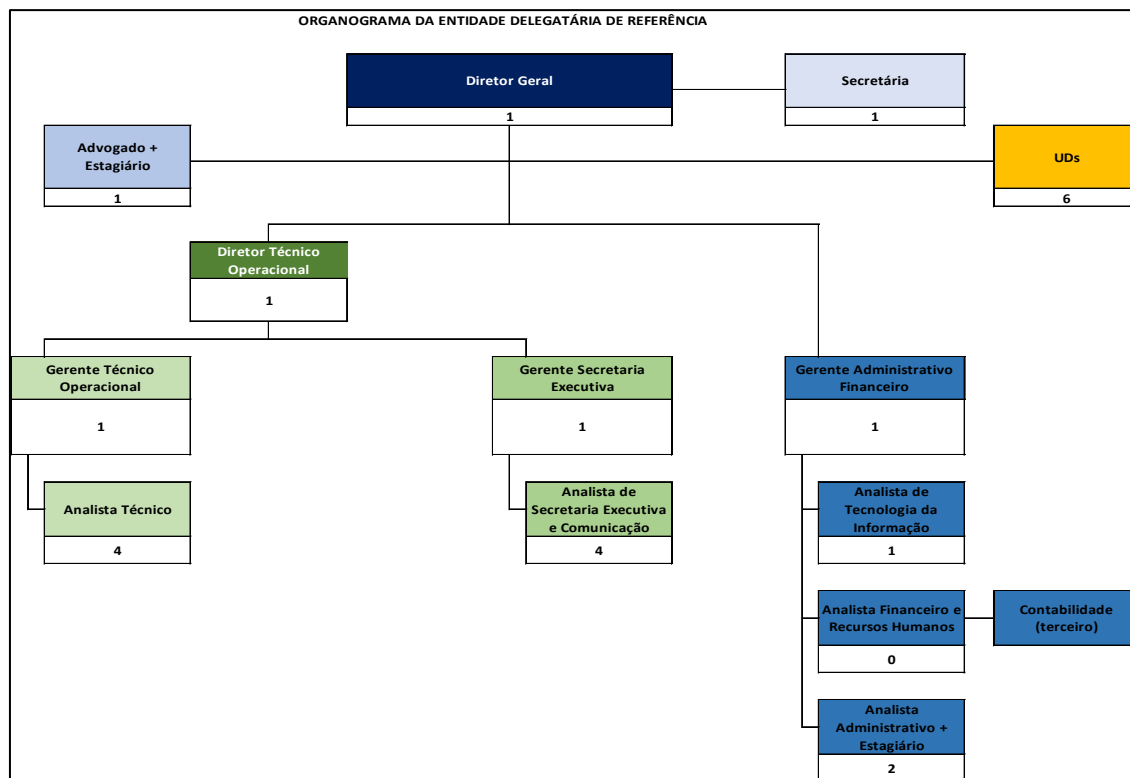 ORGANOGRAMA DA ENTIDADE DELEGATÁRIA DE REFERÊNCIA
Diretor Geral
1
Secretária
1
Advogado +
Estagiário
1
UDs
6
Diretor Técnico
Operacional
1
Gerente Técnico
Operacional
1
Gerente Secretaria
Executiva
1
Gerente Administrativo
Financeiro
1
Analista Técnico
4
Analista de
Secretaria Executiva
e Comunicação
4
Analista de
Tecnologia da
Informação
1
Analista Financeiro e
Recursos Humanos
0
Contabilidade
(terceiro)
Analista
Administrativo +
Estagiário
2